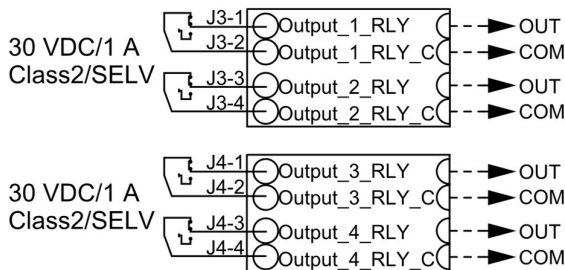 J3-1 Output_1_RLY OUT
J3-2 Output_1_RLY_C COM
30 VDC/1 A
Class2/SELV
J3-3 Output_2_RLY OUT
J3-4 Output_2_RLY_C COM
J4-1 Output_3_RLY OUT
J4-2 Output_3_RLY_C COM
30 VDC/1 A
Class2/SELV
J4-3 Output_4_RLY OUT
J4-4 Output_4_RLY_C COM